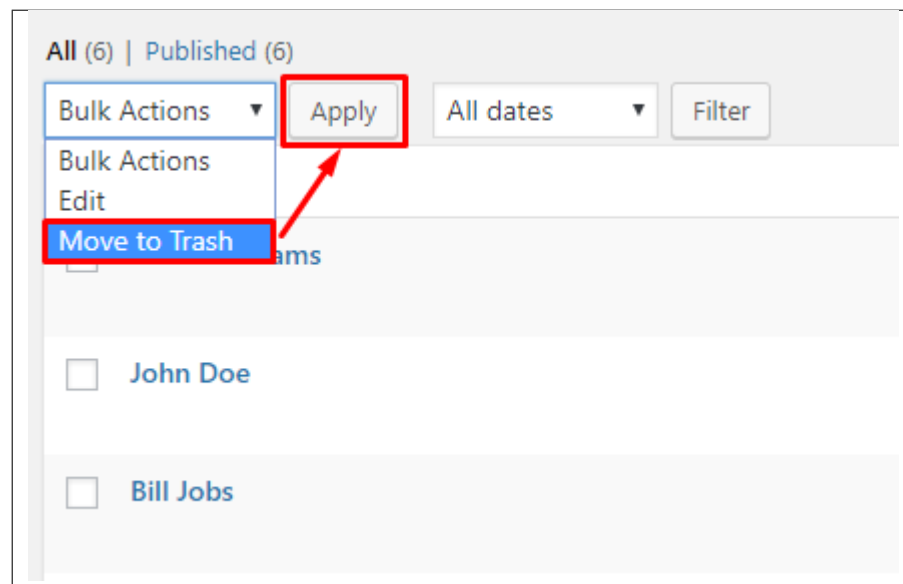 All (6) | Published (6)
Bulk Actions Apply All dates Filter
Bulk Actions
Edit
Move to Trash
ams
John Doe
Bill Jobs